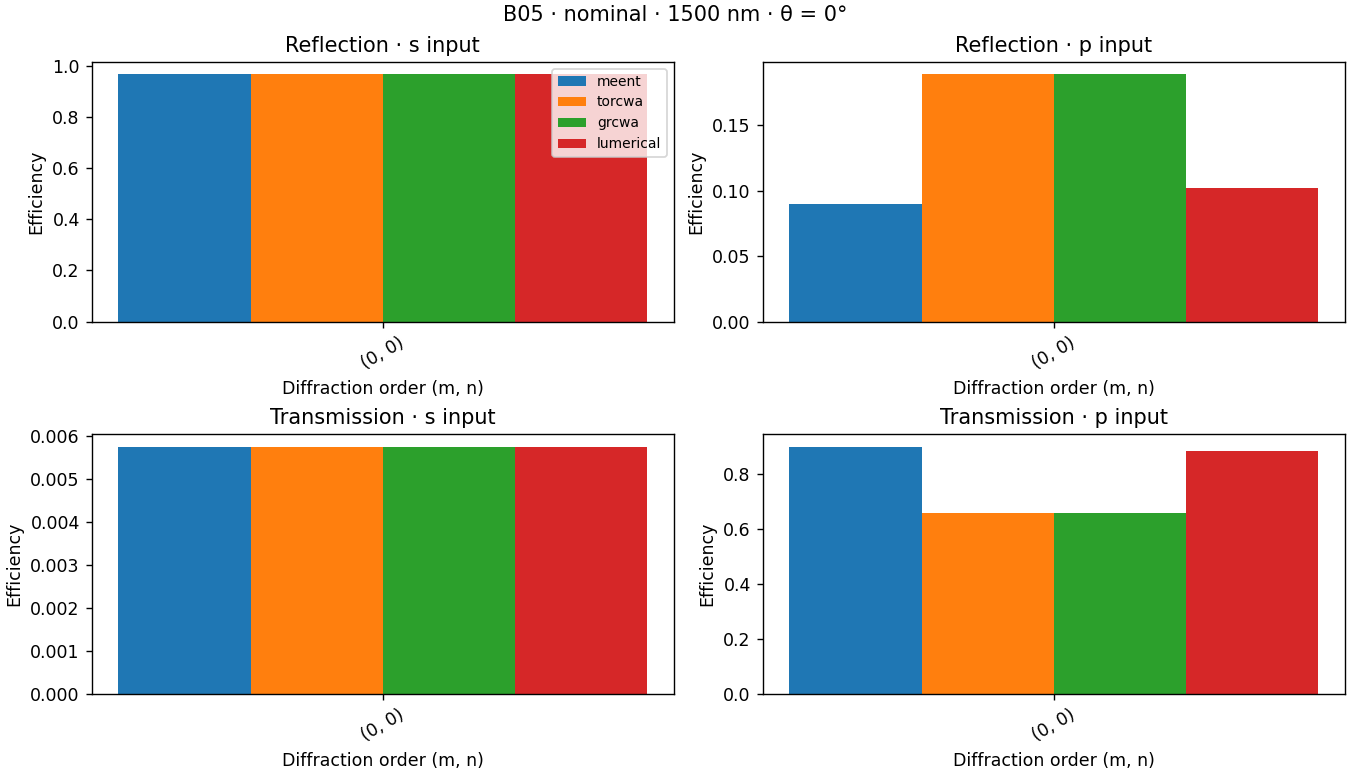 B05 · nominal · 1500 nm · θ = 0°
Reflection · s input
1.0
0.8
0.6
0.4
0.2
0.0
Efficiency
meent
torcwa
grcwa
lumerical
(0, 0)
Diffraction order (m, n)
Reflection · p input
0.15
0.10
0.05
0.00
Efficiency
(0, 0)
Diffraction order (m, n)
Transmission · s input
0.006
0.005
0.004
0.003
0.002
0.001
0.000
Efficiency
(0, 0)
Diffraction order (m, n)
Transmission · p input
0.8
0.6
0.4
0.2
0.0
Efficiency
(0, 0)
Diffraction order (m, n)